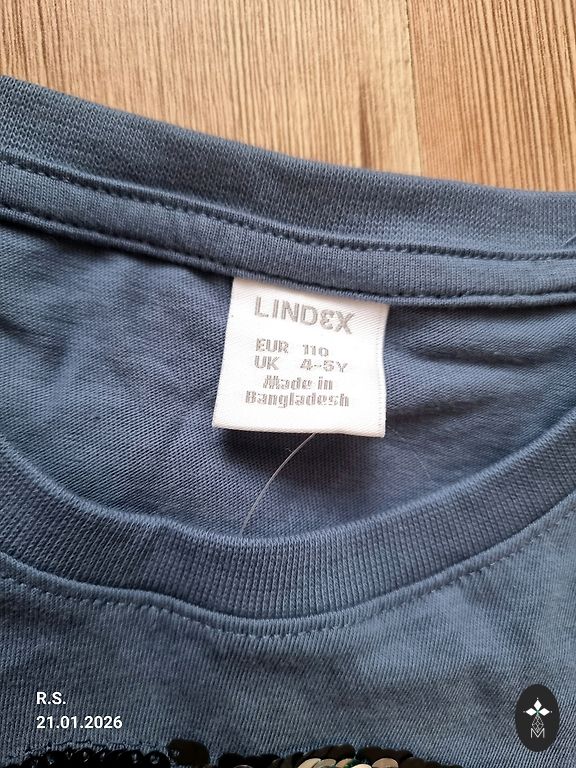 LINDEX
EUR 110
UK 4-5Y
Made in
Bangladesh
R.S.
21.01.2026
M